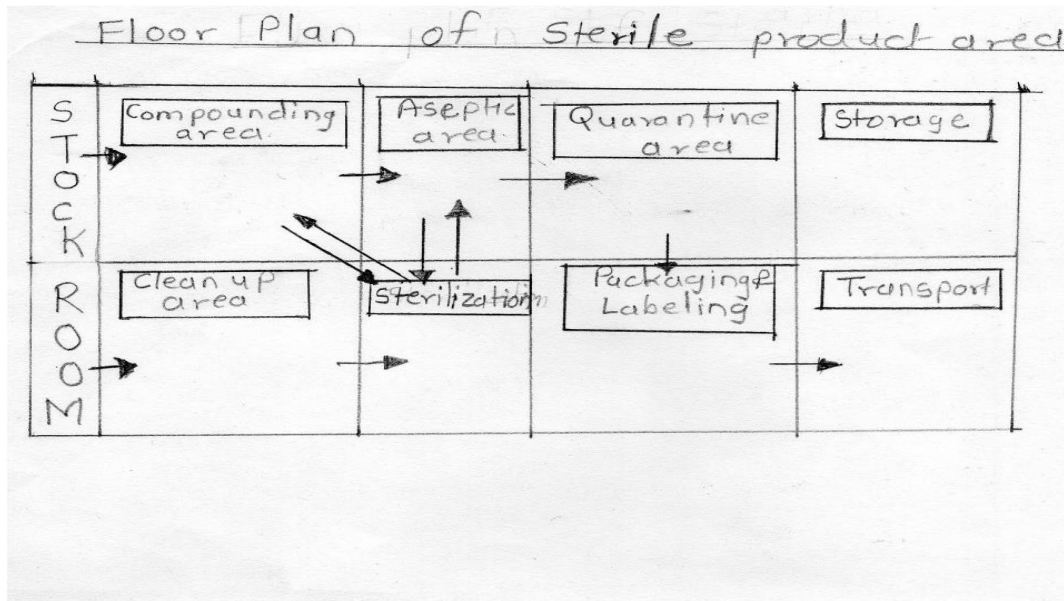 Floor Plan of Sterile product area
STOCK ROOM
Compounding
area.
Aseptic
area.
Quarantine
area
Storage
Clean up
area
Sterilization
Packaging &
Labeling
Transport